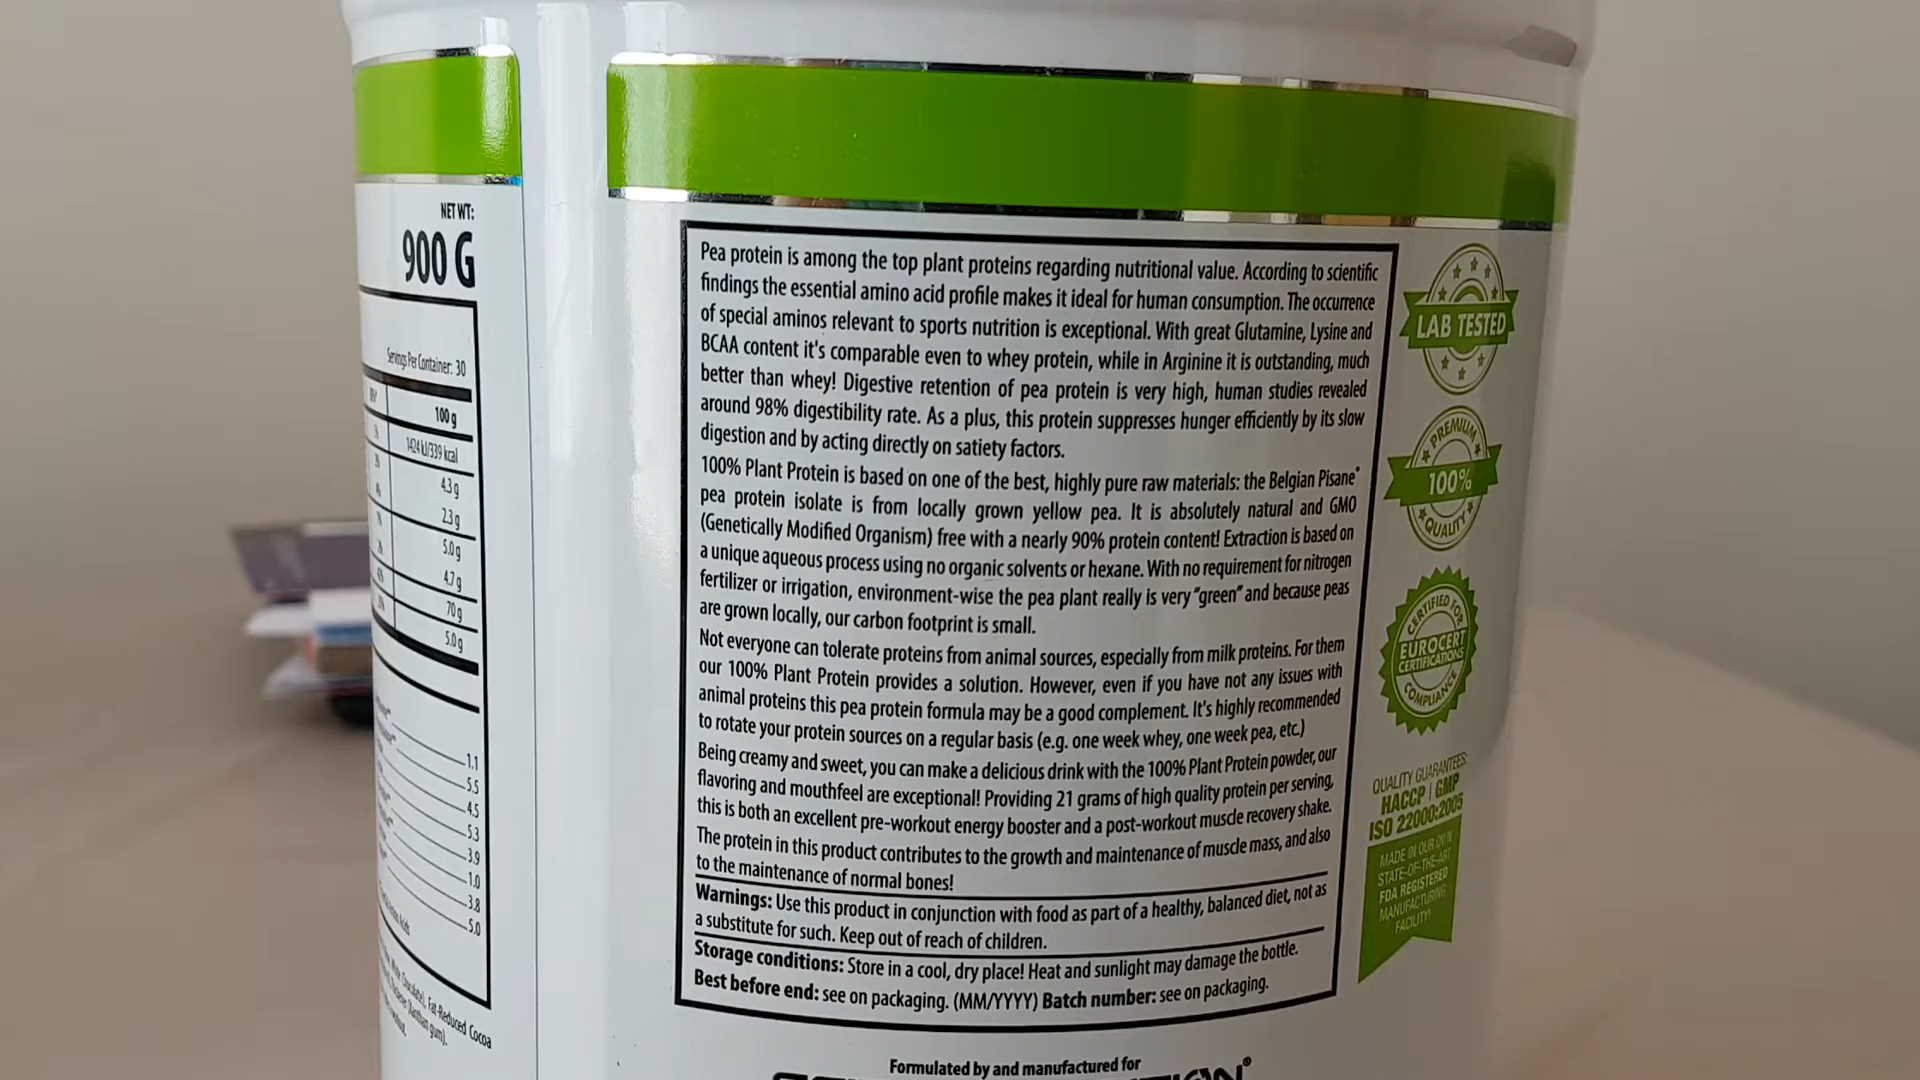 NET WT:
900 G
Servings Per Container: 30
100 g
1424 kJ/339 kcal
4.3 g
2.3 g
5.0 g
4.7 g
70 g
5.0 g
1.1
5.5
4.5
5.3
3.9
1.0
3.8
5.0
Fat-Reduced Cocoa
(Xanthan gum),
Pea protein is among the top plant proteins regarding nutritional value. According to scientific
findings the essential amino acid profile makes it ideal for human consumption. The occurrence
of special aminos relevant to sports nutrition is exceptional. With great Glutamine, Lysine and
BCAA content it's comparable even to whey protein, while in Arginine it is outstanding, much
better than whey! Digestive retention of pea protein is very high, human studies revealed
around 98% digestibility rate. As a plus, this protein suppresses hunger efficiently by its slow
digestion and by acting directly on satiety factors.
100% Plant Protein is based on one of the best, highly pure raw materials: the Belgian Pisane®
pea protein isolate is from locally grown yellow pea. It is absolutely natural and GMO
(Genetically Modified Organism) free with a nearly 90% protein content! Extraction is based on
a unique aqueous process using no organic solvents or hexane. With no requirement for nitrogen
fertilizer or irrigation, environment-wise the pea plant really is very “green” and because peas
are grown locally, our carbon footprint is small.
Not everyone can tolerate proteins from animal sources, especially from milk proteins. For them
our 100% Plant Protein provides a solution. However, even if you have not any issues with
animal proteins this pea protein formula may be a good complement. It's highly recommended
to rotate your protein sources on a regular basis (e.g. one week whey, one week pea, etc.)
Being creamy and sweet, you can make a delicious drink with the 100% Plant Protein powder, our
flavoring and mouthfeel are exceptional! Providing 21 grams of high quality protein per serving,
this is both an excellent pre-workout energy booster and a post-workout muscle recovery shake.
The protein in this product contributes to the growth and maintenance of muscle mass, and also
to the maintenance of normal bones!
Warnings: Use this product in conjunction with food as part of a healthy, balanced diet, not as
a substitute for such. Keep out of reach of children.
Storage conditions: Store in a cool, dry place! Heat and sunlight may damage the bottle.
Best before end: see on packaging. (MM/YYYY) Batch number: see on packaging.
Formulated by and manufactured for
LAB TESTED
PREMIUM
100%
QUALITY
CERTIFIED FOR
EUROCERT
CERTIFICATIONS
COMPLIANCE
QUALITY GUARANTEES:
HACCP | GMP
ISO 22000:2005
MADE IN OUR OWN
STATE-OF-THE-ART
FDA REGISTERED
MANUFACTURING
FACILITY!